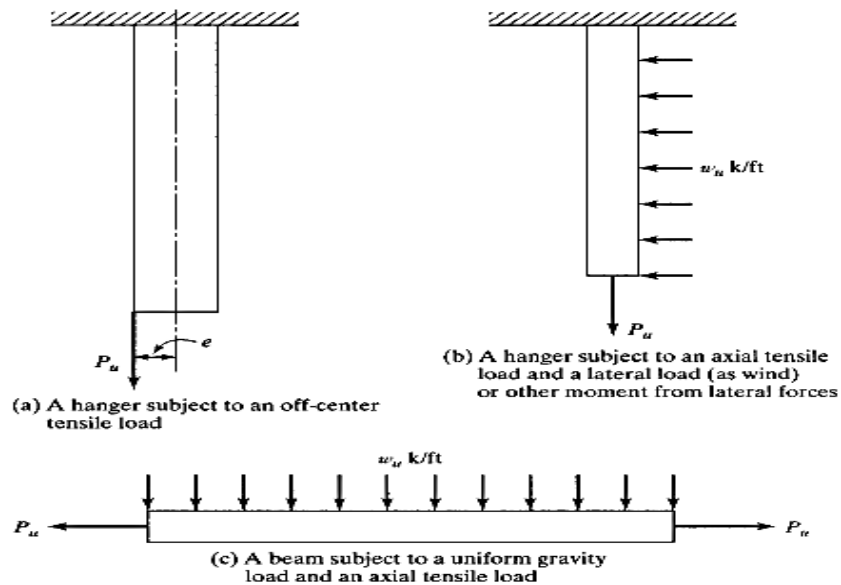 e
P_u
(a) A hanger subject to an off-center
tensile load
w_u k/ft
P_u
(b) A hanger subject to an axial tensile
load and a lateral load (as wind)
or other moment from lateral forces
w_u k/ft
P_u
P_u
(c) A beam subject to a uniform gravity
load and an axial tensile load